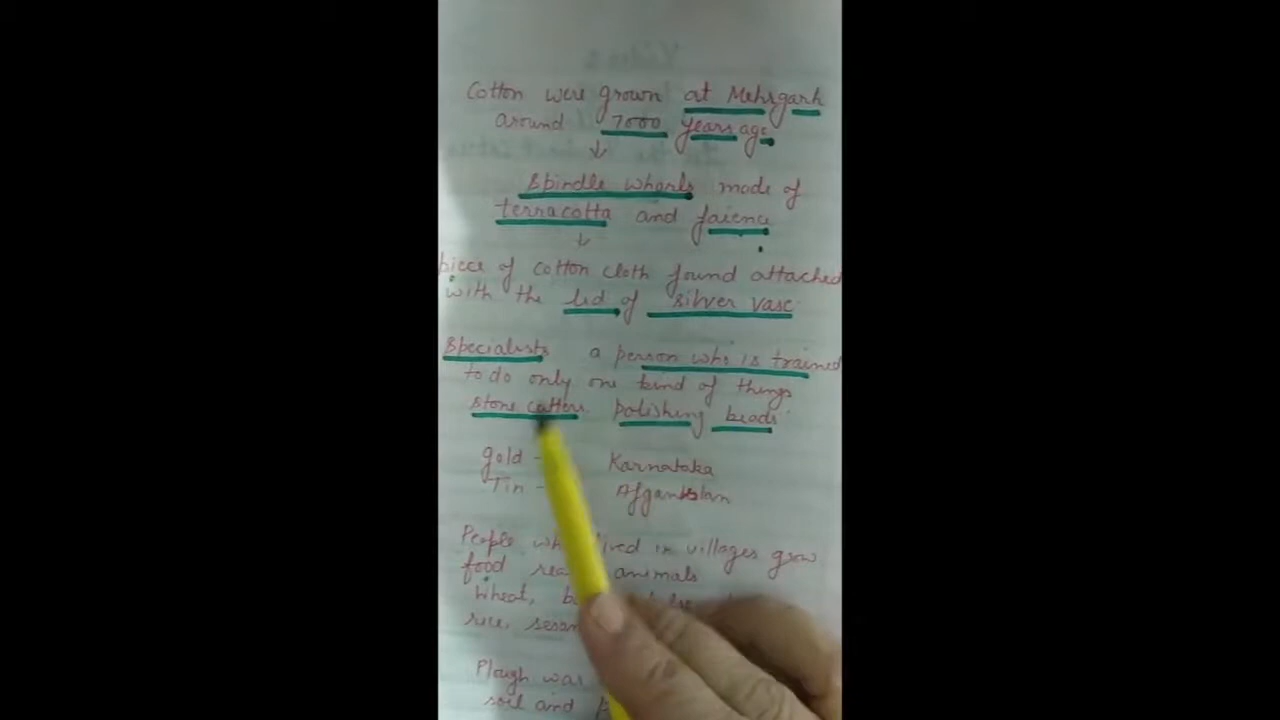 Cotton were grown at Mehrgarh
around 7000 years age
↓
Spindle whorls made of
terracotta and faience
↓
piece of cotton cloth found attached
with the lid of silver vase
Specialists a person who is trained
to do only one kind of things
stone cutters polishing beads
gold - Karnataka
Tin - Afganistan
People who lived in villages grow
food animals
Wheat,
rice,
Plough was
soil and